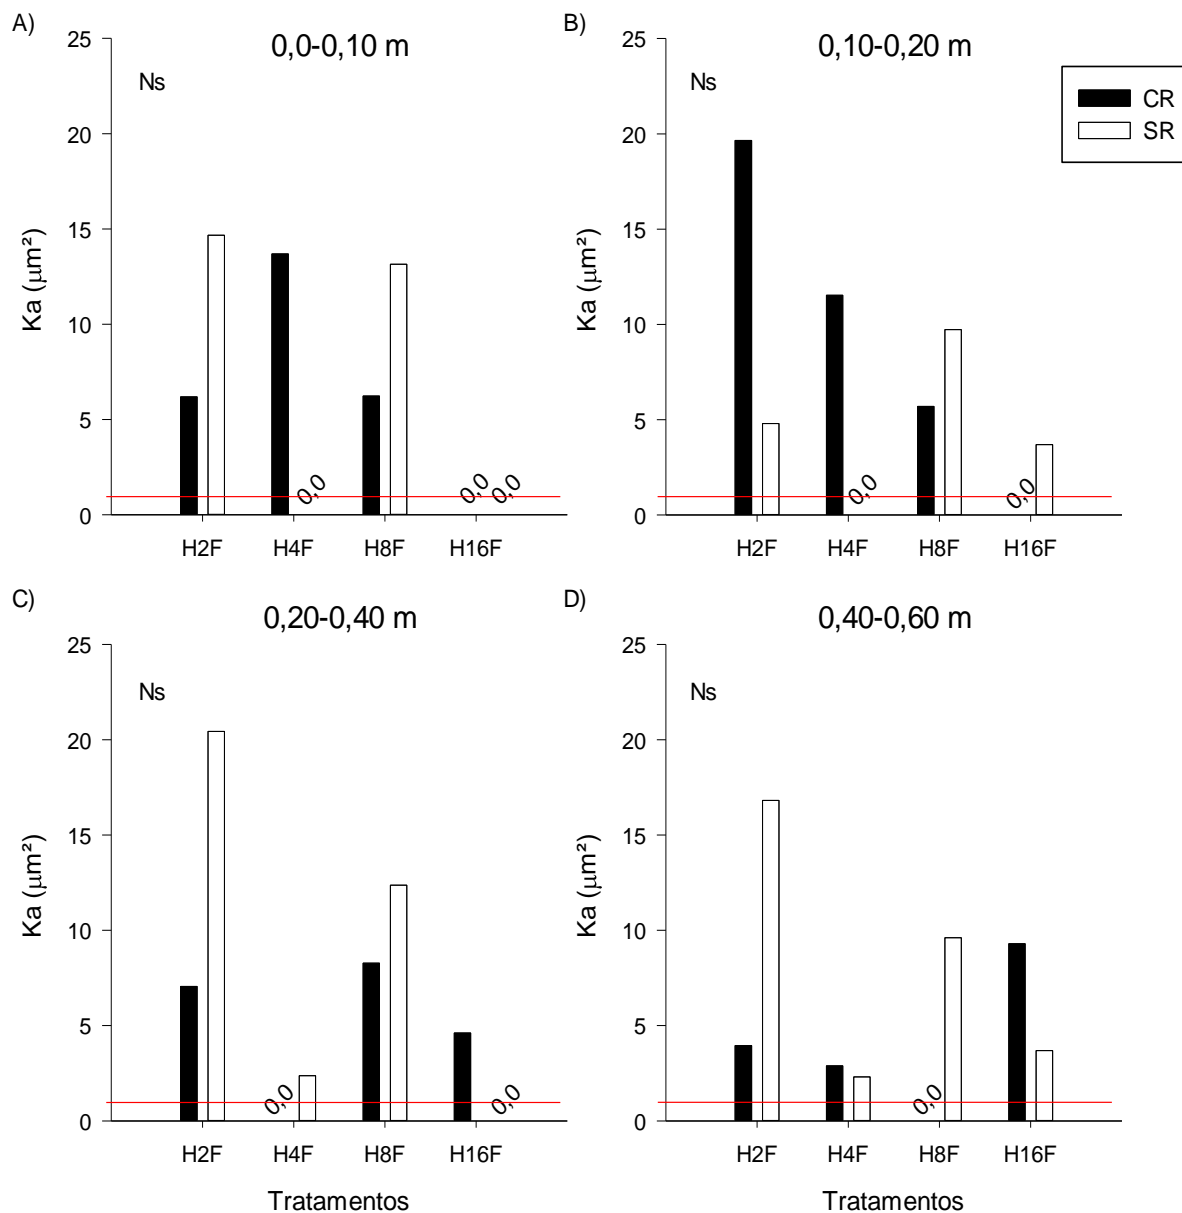 A)
0,0-0,10 m
Ns
25
20
15
10
5
0
Ka (μm²)
0,0
0,0
0,0
H2F
H4F
H8F
H16F
B)
0,10-0,20 m
Ns
CR
SR
25
20
15
10
5
0
Ka (μm²)
0,0
0,0
H2F
H4F
H8F
H16F
C)
0,20-0,40 m
Ns
25
20
15
10
5
0
Ka (μm²)
0,0
0,0
H2F
H4F
H8F
H16F
Tratamentos
D)
0,40-0,60 m
Ns
25
20
15
10
5
0
Ka (μm²)
0,0
H2F
H4F
H8F
H16F
Tratamentos